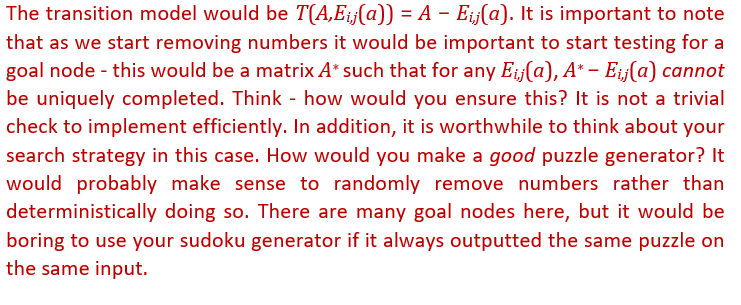 The transition model would be T(A,Ei,j(a)) = A − Ei,j(a). It is important to note
that as we start removing numbers it would be important to start testing for a
goal node - this would be a matrix A* such that for any Ei,j(a), A* − Ei,j(a) cannot
be uniquely completed. Think - how would you ensure this? It is not a trivial
check to implement efficiently. In addition, it is worthwhile to think about your
search strategy in this case. How would you make a good puzzle generator? It
would probably make sense to randomly remove numbers rather than
deterministically doing so. There are many goal nodes here, but it would be
boring to use your sudoku generator if it always outputted the same puzzle on
the same input.